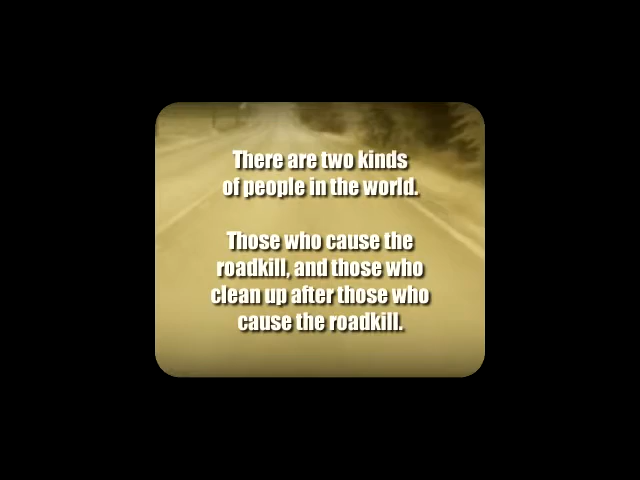 There are two kinds
of people in the world.
Those who cause the
roadkill, and those who
clean up after those who
cause the roadkill.